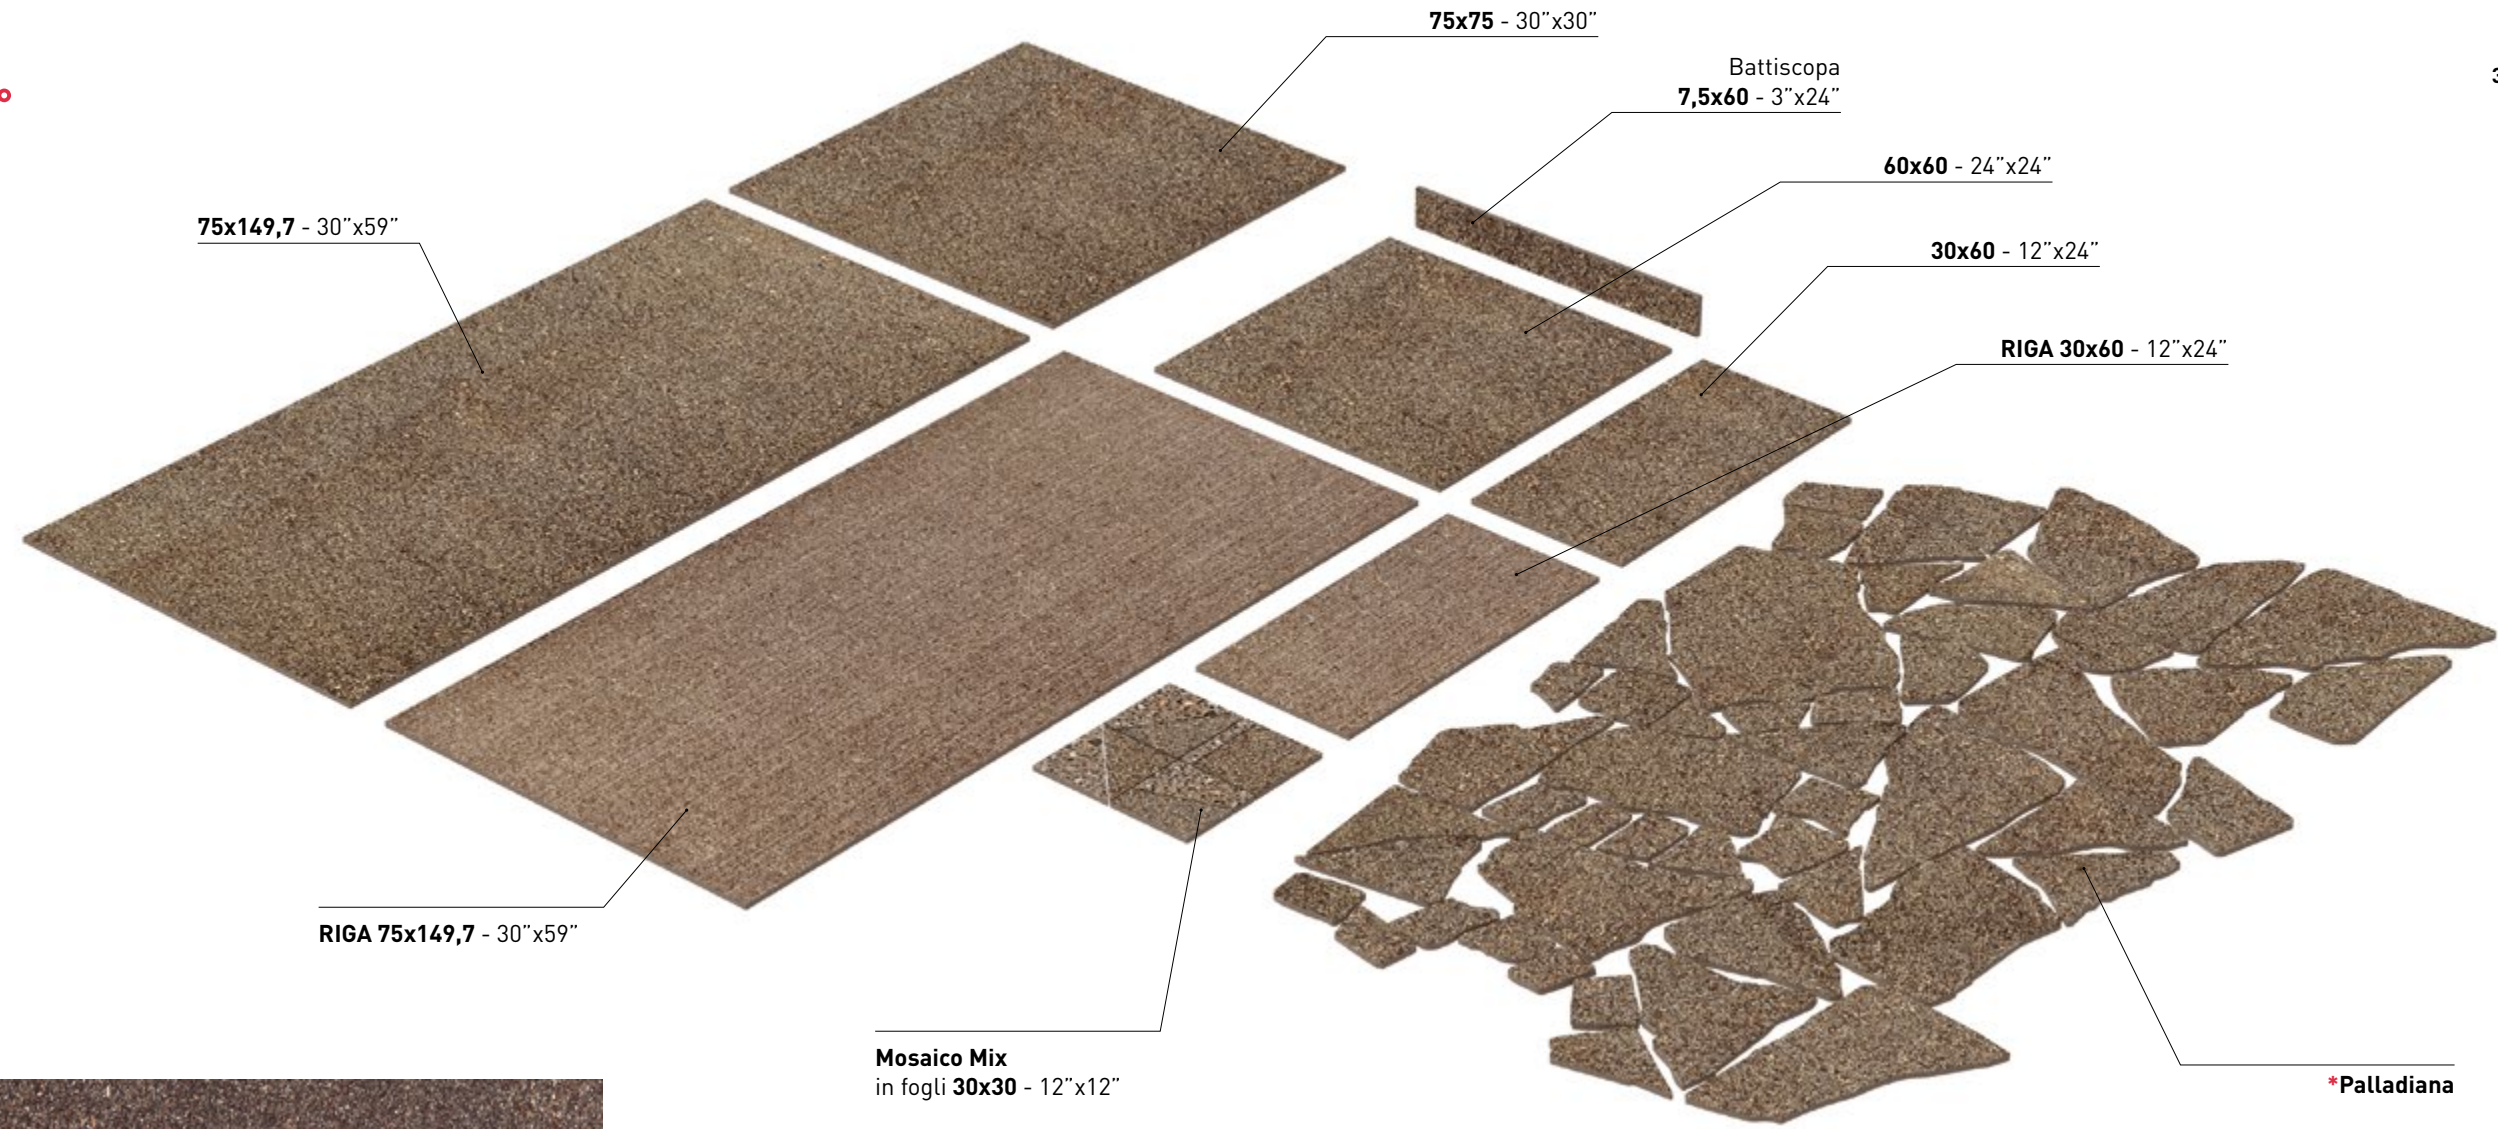 75x75 - 30”x30”
Battiscopa
7,5x60 - 3”x24”
60x60 - 24”x24”
75x149,7 - 30”x59”
30x60 - 12”x24”
RIGA 30x60 - 12”x24”
RIGA 75x149,7 - 30”x59”
Mosaico Mix
in fogli 30x30 - 12”x12”
*Palladiana